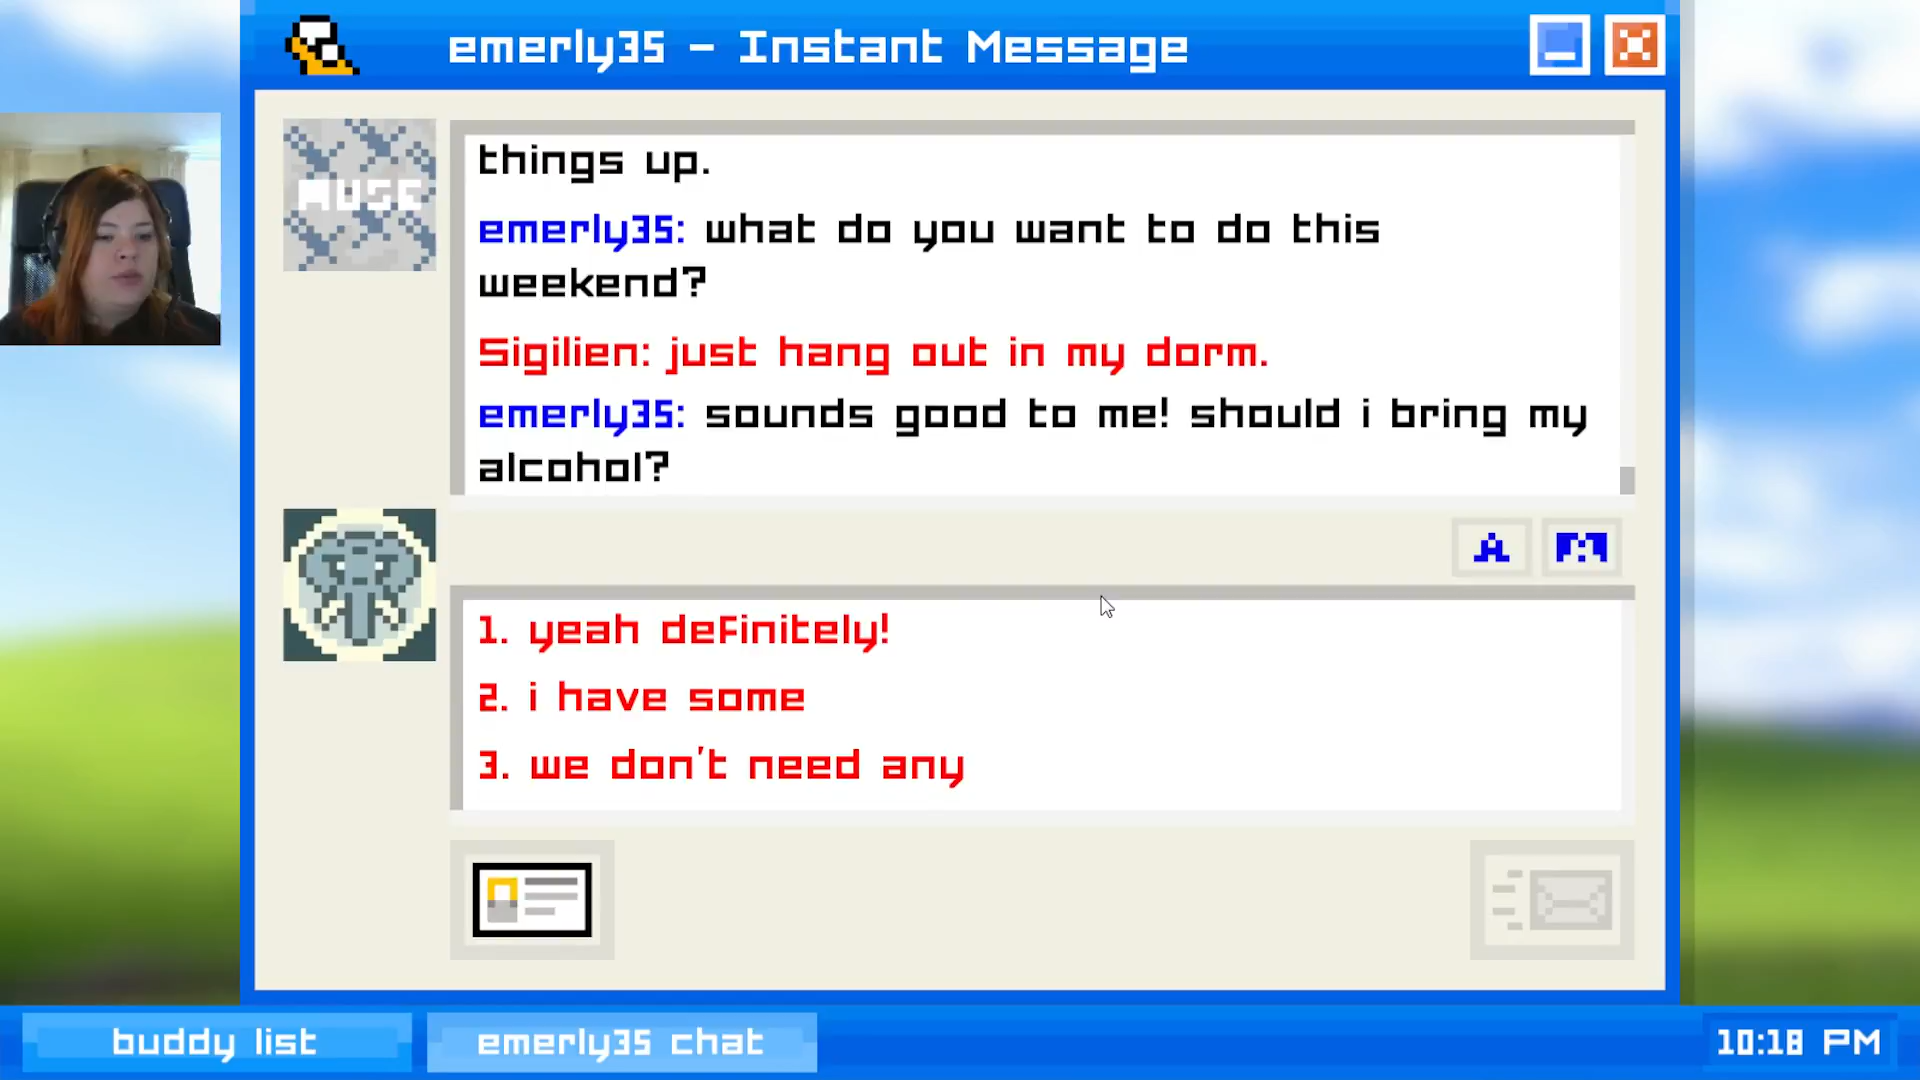 emerly35 - Instant Message
MUSE
things up.
emerly35: what do you want to do this
weekend?
Sigilien: just hang out in my dorm.
emerly35: sounds good to me! should i bring my
alcohol?
A
1. yeah definitely!
2. i have some
3. we don't need any
buddy list
emerly35 chat
10:18 PM